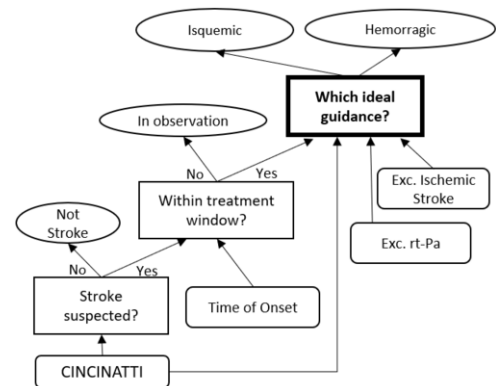 Isquemic
Hemorragic
Which ideal
guidance?
In observation
No
Yes
Exc. Ischemic
Stroke
Within treatment
window?
Not
Stroke
Exc. rt-Pa
No
Yes
Stroke
suspected?
Time of Onset
CINCINATTI